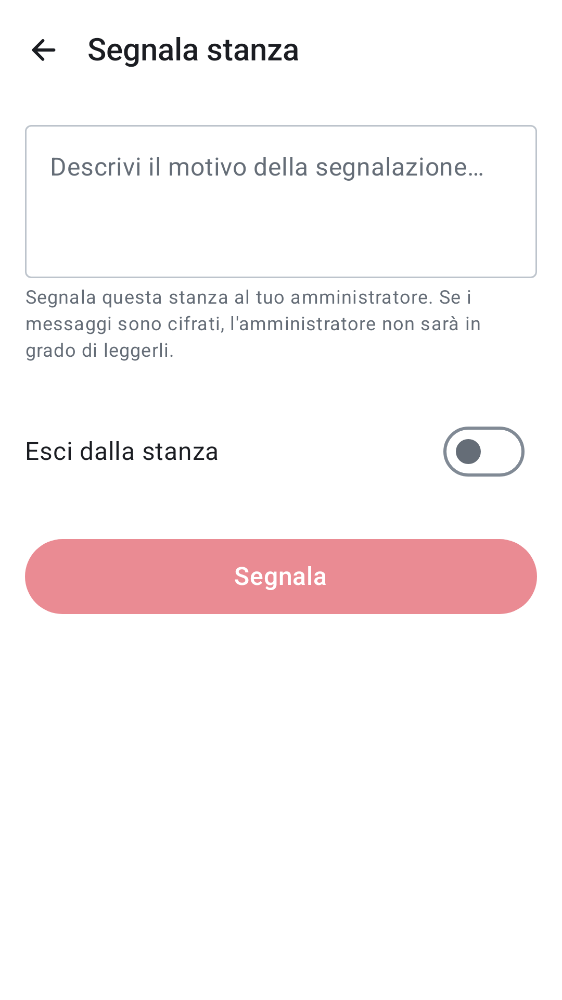 Segnala stanza
Descrivi il motivo della segnalazione…
Segnala questa stanza al tuo amministratore. Se i
messaggi sono cifrati, l'amministratore non sarà in
grado di leggerli.
Esci dalla stanza
Segnala